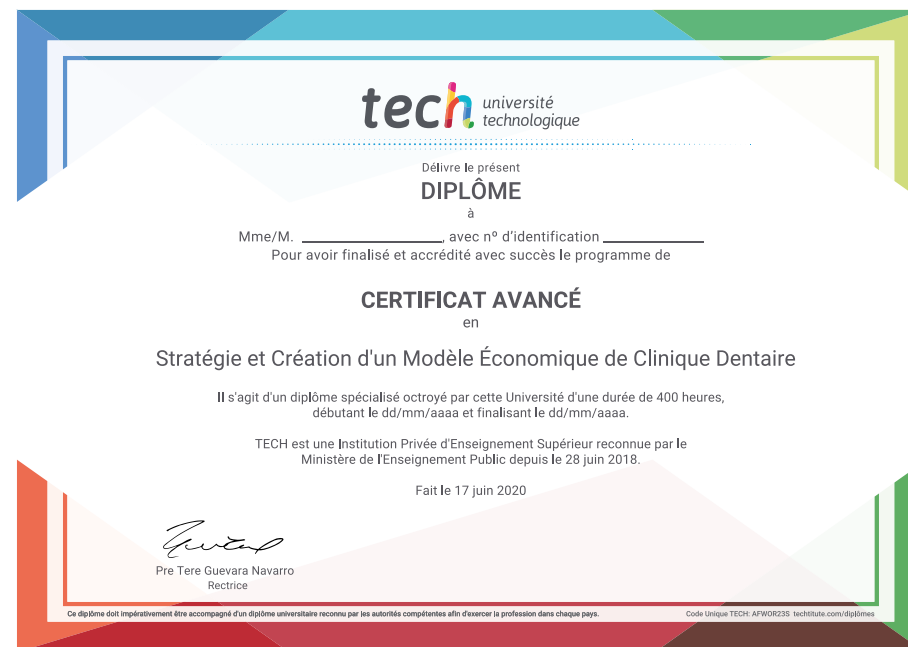 tech université
technologique
Délivre le présent
DIPLÔME
à
Mme/M. ____________________, avec nº d'identification ______________
Pour avoir finalisé et accrédité avec succès le programme de
CERTIFICAT AVANCÉ
en
Stratégie et Création d'un Modèle Économique de Clinique Dentaire
Il s'agit d'un diplôme spécialisé octroyé par cette Université d'une durée de 400 heures,
débutant le dd/mm/aaaa et finalisant le dd/mm/aaaa.
TECH est une Institution Privée d'Enseignement Supérieur reconnue par le
Ministère de l'Enseignement Public depuis le 28 juin 2018.
Fait le 17 juin 2020
Pre Tere Guevara Navarro
Rectrice
Ce diplôme doit impérativement être accompagné d'un diplôme universitaire reconnu par les autorités compétentes afin d'exercer la profession dans chaque pays.
Code Unique TECH: AFWOR23S techtitute.com/diplômes